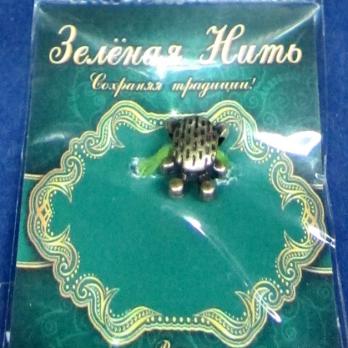 Зелёная Нить
Сохраняя традиции!